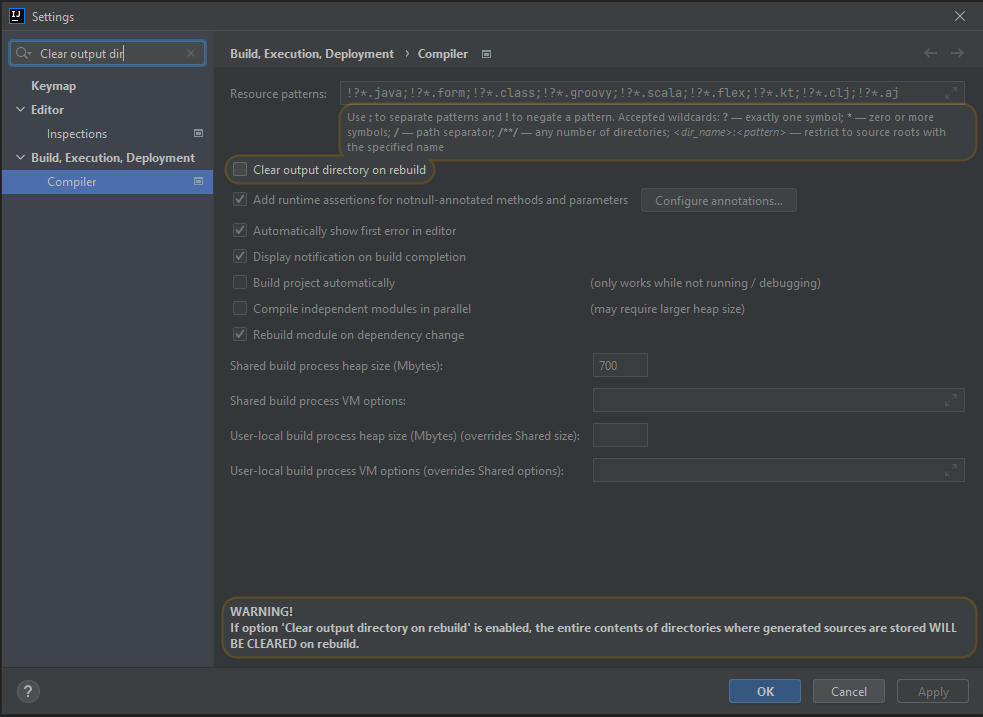 Settings
Clear output dir
Keymap
Editor
Inspections
Build, Execution, Deployment
Compiler
Build, Execution, Deployment › Compiler
Resource patterns: !?*.java;!?*.form;!?*.class;!?*.groovy;!?*.scala;!?*.flex;!?*.kt;!?*.clj;!?*.aj
Use ; to separate patterns and ! to negate a pattern. Accepted wildcards: ? — exactly one symbol; * — zero or more
symbols; / — path separator; /**/ — any number of directories; <dir_name>:<pattern> — restrict to source roots with
the specified name
Clear output directory on rebuild
Add runtime assertions for notnull-annotated methods and parameters Configure annotations...
Automatically show first error in editor
Display notification on build completion
Build project automatically (only works while not running / debugging)
Compile independent modules in parallel (may require larger heap size)
Rebuild module on dependency change
Shared build process heap size (Mbytes): 700
Shared build process VM options:
User-local build process heap size (Mbytes) (overrides Shared size):
User-local build process VM options (overrides Shared options):
WARNING!
If option 'Clear output directory on rebuild' is enabled, the entire contents of directories where generated sources are stored WILL
BE CLEARED on rebuild.
? OK Cancel Apply